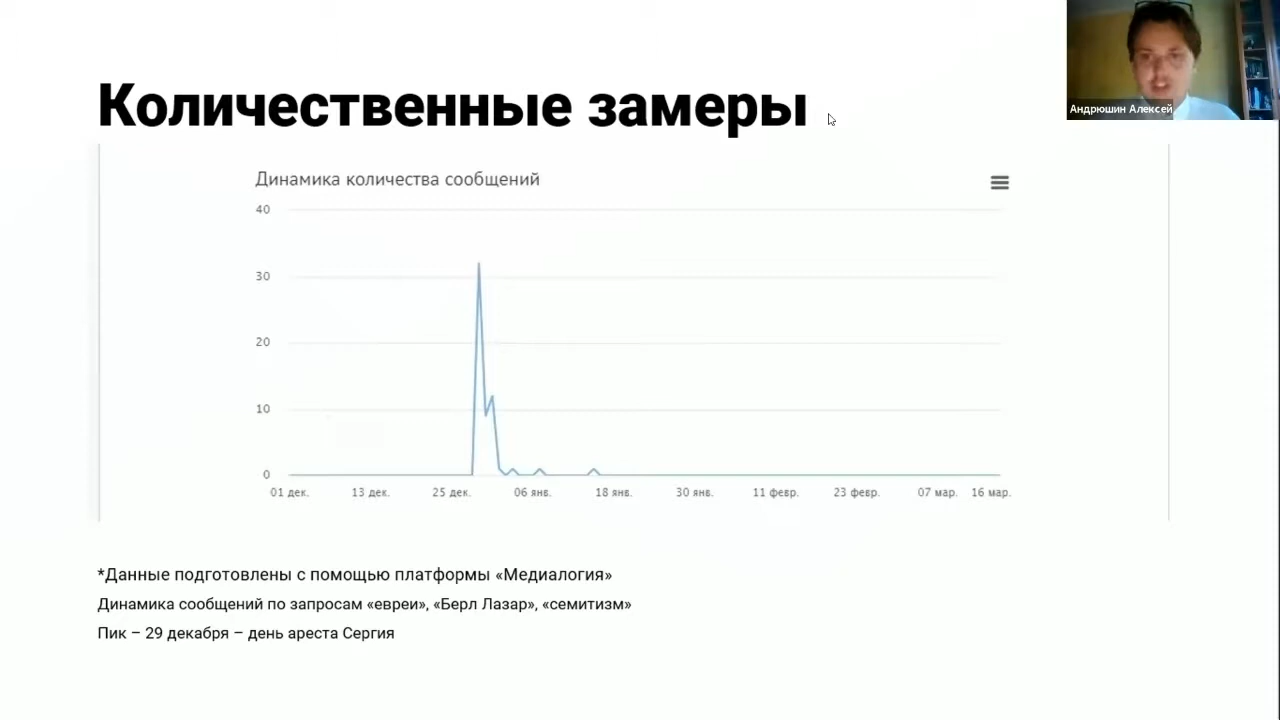 Количественные замеры
Андрюшин Алексей
Динамика количества сообщений
40
30
20
10
0
01 дек. 13 дек. 25 дек. 06 янв. 18 янв. 30 янв. 11 февр. 23 февр. 07 мар. 16 мар.
*Данные подготовлены с помощью платформы «Медиалогия»
Динамика сообщений по запросам «евреи», «Берл Лазар», «семитизм»
Пик – 29 декабря – день ареста Сергия